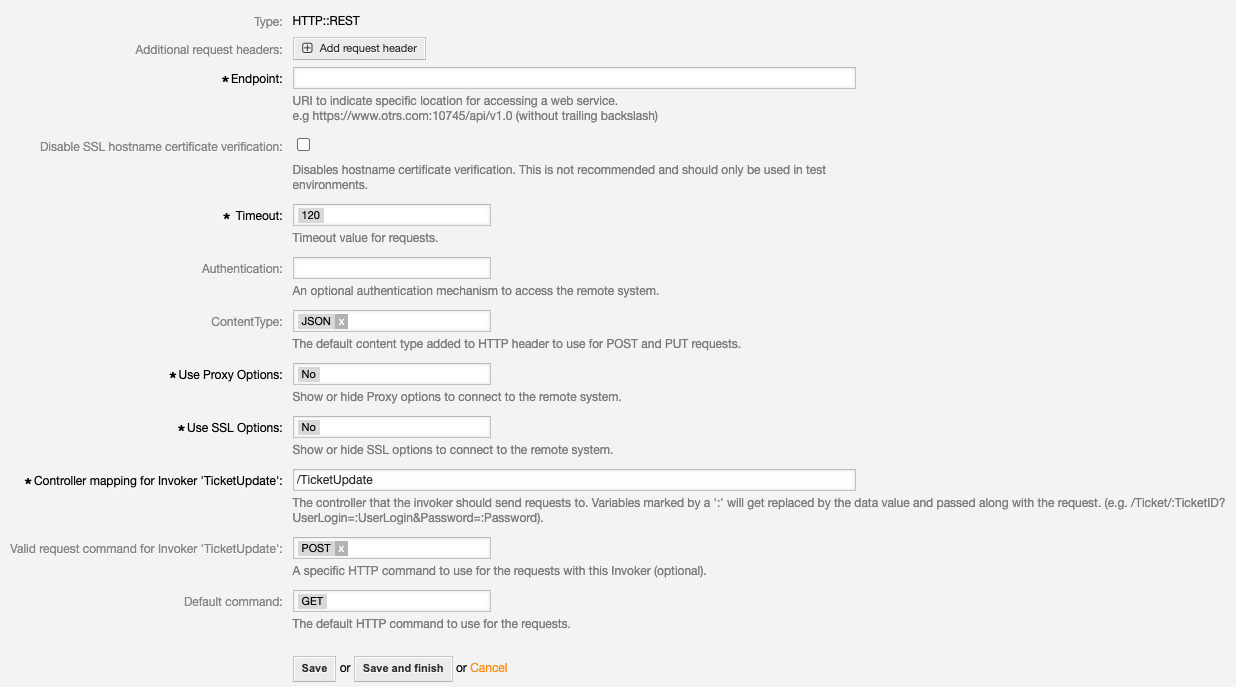 Type: HTTP::REST
Additional request headers: Add request header
* Endpoint:
URI to indicate specific location for accessing a web service.
e.g https://www.otrs.com:10745/api/v1.0 (without trailing backslash)
Disable SSL hostname certificate verification:
Disables hostname certificate verification. This is not recommended and should only be used in test
environments.
* Timeout: 120
Timeout value for requests.
Authentication:
An optional authentication mechanism to access the remote system.
ContentType: JSON x
The default content type added to HTTP header to use for POST and PUT requests.
* Use Proxy Options: No
Show or hide Proxy options to connect to the remote system.
* Use SSL Options: No
Show or hide SSL options to connect to the remote system.
* Controller mapping for Invoker 'TicketUpdate': /TicketUpdate
The controller that the invoker should send requests to. Variables marked by a ':' will get replaced by the data value and passed along with the request. (e.g. /Ticket/:TicketID?
UserLogin=:UserLogin&Password=:Password).
Valid request command for Invoker 'TicketUpdate': POST x
A specific HTTP command to use for the requests with this Invoker (optional).
Default command: GET
The default HTTP command to use for the requests.
Save or Save and finish or Cancel